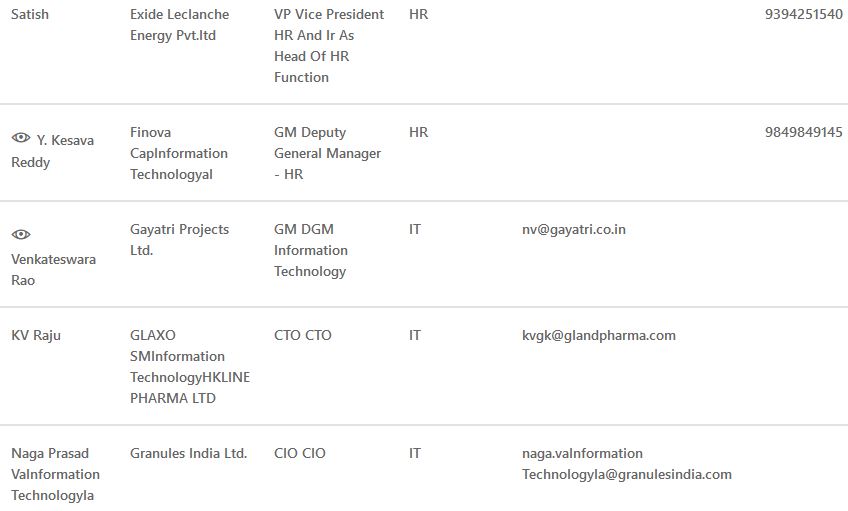 Satish
Exide Leclanche
Energy Pvt.ltd
VP Vice President
HR And Ir As
Head Of HR
Function
HR
9394251540
Y. Kesava
Reddy
Finova
CapInformation
Technologyal
GM Deputy
General Manager
- HR
HR
9849849145
Venkateswara
Rao
Gayatri Projects
Ltd.
GM DGM
Information
Technology
IT
nv@gayatri.co.in
KV Raju
GLAXO
SMInformation
TechnologyHKLINE
PHARMA LTD
CTO CTO
IT
kvgk@glandpharma.com
Naga Prasad
VaInformation
Technologyla
Granules India Ltd.
CIO CIO
IT
naga.vaInformation
Technologyla@granulesindia.com